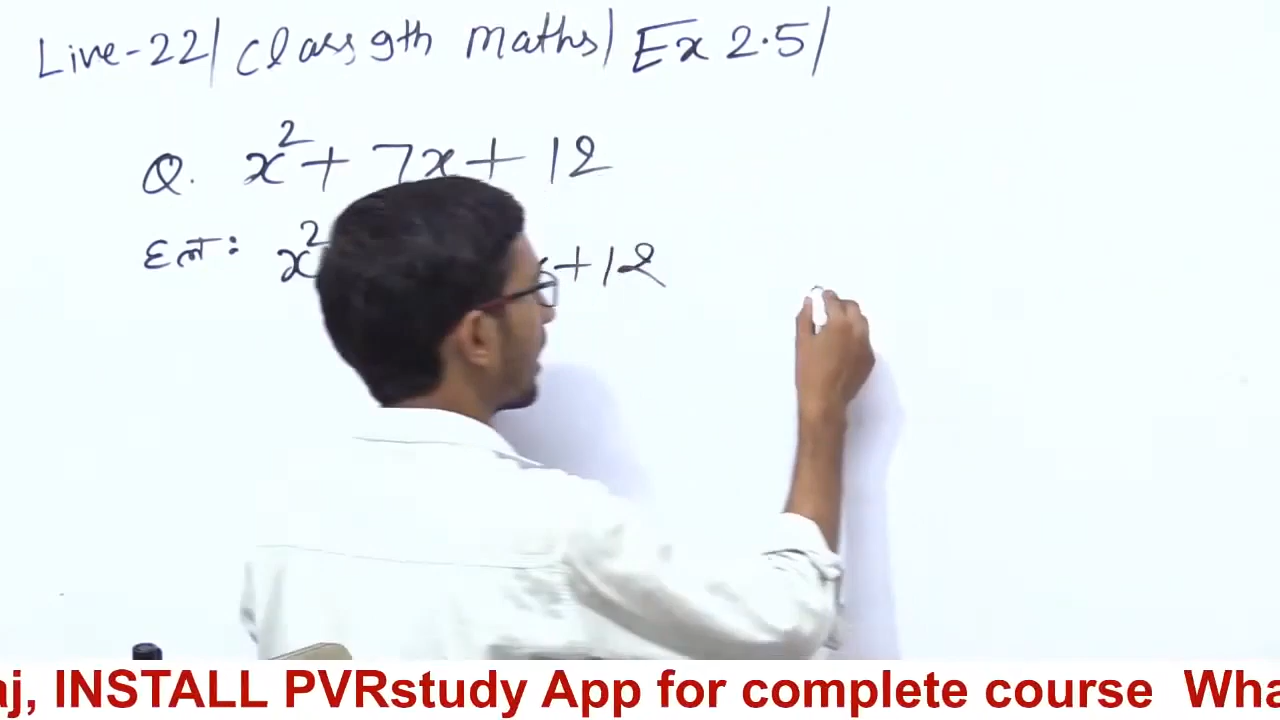 Live-22/ Class 9th maths/ Ex 2.5/
Q. x² + 7x + 12
हल: x² +12
aj, INSTALL PVRstudy App for complete course Wha